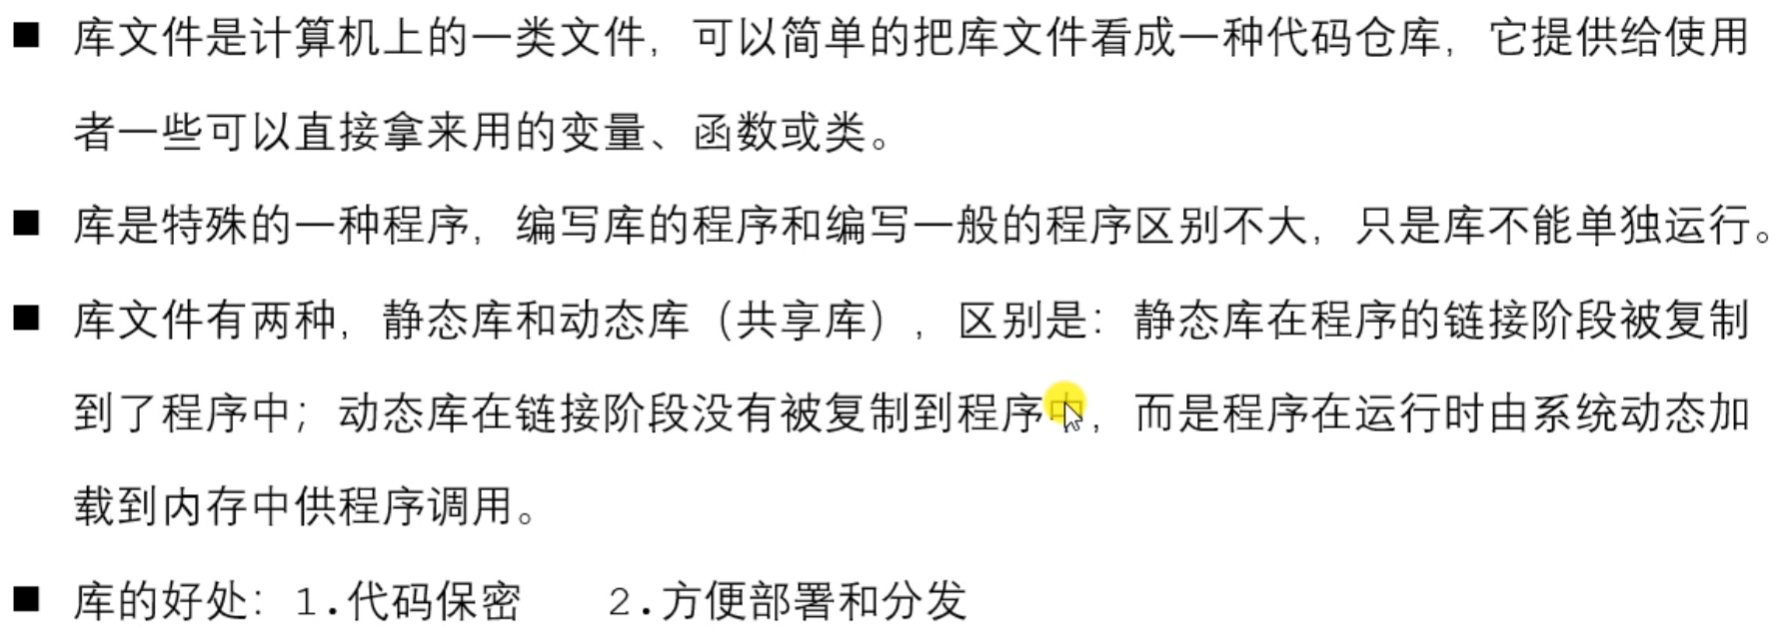 ■ 库文件是计算机上的一类文件，可以简单的把库文件看成一种代码仓库，它提供给使用
者一些可以直接拿来用的变量、函数或类。
■ 库是特殊的一种程序，编写库的程序和编写一般的程序区别不大，只是库不能单独运行。
■ 库文件有两种，静态库和动态库（共享库），区别是：静态库在程序的链接阶段被复制
到了程序中；动态库在链接阶段没有被复制到程序中，而是程序在运行时由系统动态加
载到内存中供程序调用。
■ 库的好处：1.代码保密 2.方便部署和分发